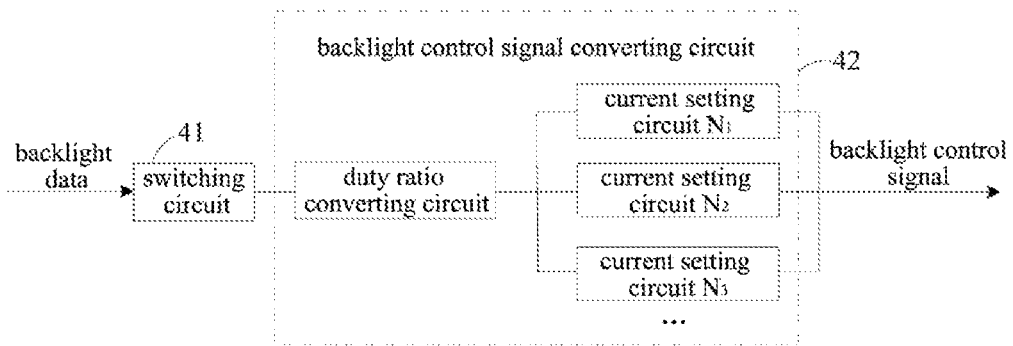 backlight control signal converting circuit
42
current setting
circuit N1
41
backlight
data
switching
circuit
duty ratio
converting circuit
current setting
circuit N2
backlight control
signal
current setting
circuit N3
...